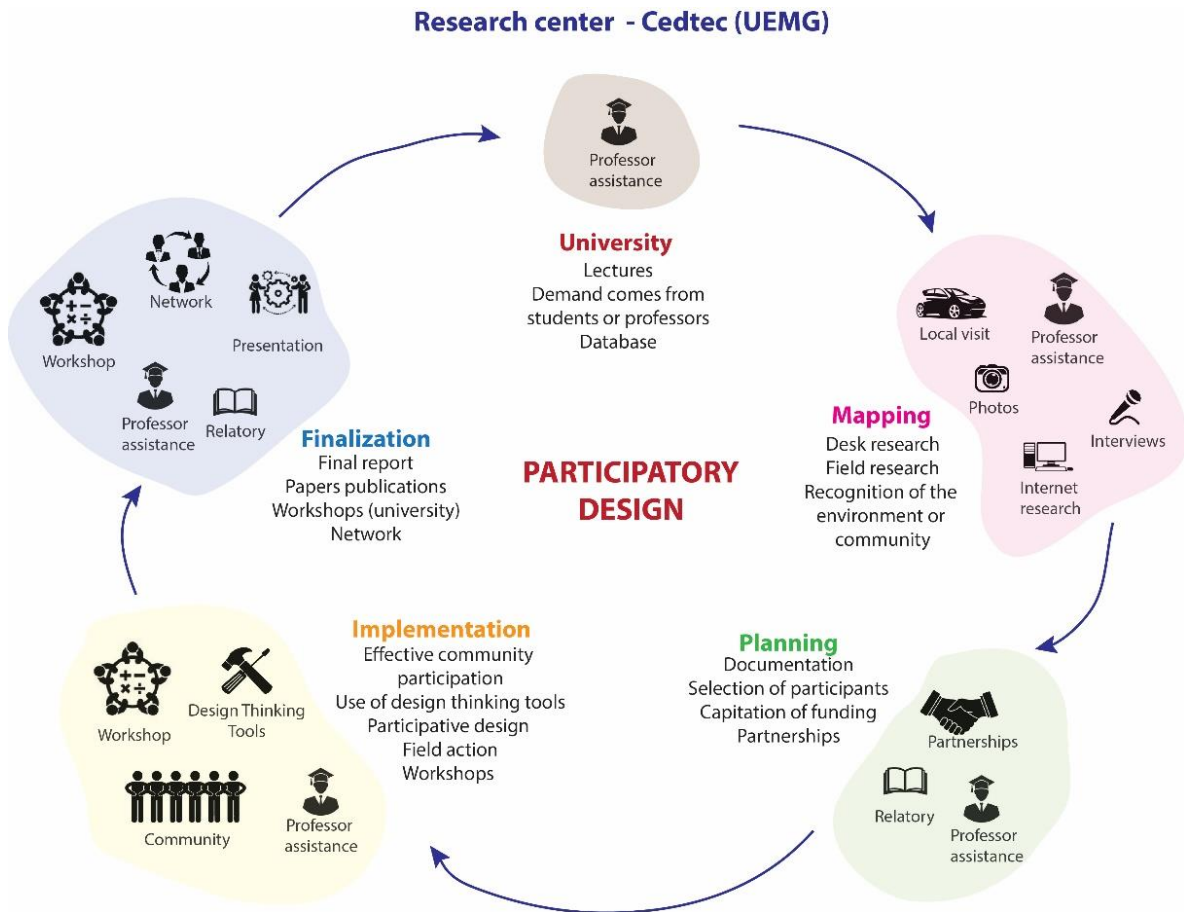 Research center - Cedtec (UEMG)
Professor
assistance
University
Lectures
Demand comes from
students or professors
Database
Local visit
Professor
assistance
Photos
Interviews
Internet
research
Mapping
Desk research
Field research
Recognition of the
environment or
community
Planning
Documentation
Selection of participants
Capitation of funding
Partnerships
Partnerships
Relatory
Professor
assistance
Implementation
Effective community
participation
Use of design thinking tools
Participative design
Field action
Workshops
Workshop
Design Thinking
Tools
Community
Professor
assistance
Network
Workshop
Presentation
Professor
assistance
Relatory
Finalization
Final report
Papers publications
Workshops (university)
Network
PARTICIPATORY
DESIGN